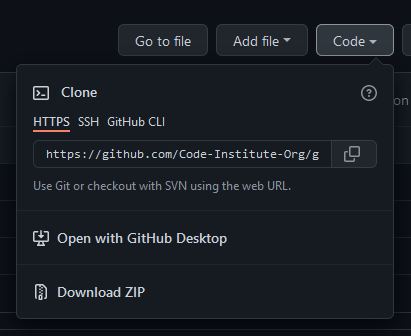 Go to file Add file Code
Clone
on
HTTPS SSH GitHub CLI
https://github.com/Code-Institute-Org/g
Use Git or checkout with SVN using the web URL.
Open with GitHub Desktop
Download ZIP